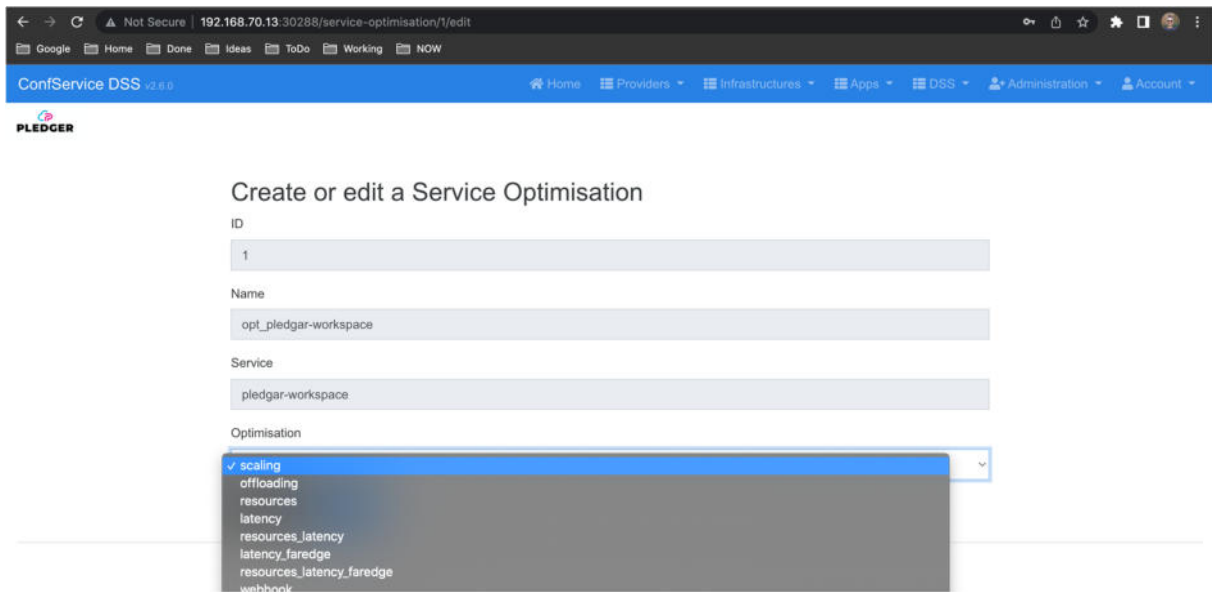 Not Secure | 192.168.70.13:30288/service-optimisation/1/edit
Google Home Done Ideas ToDo Working NOW
ConfService DSS v2.6.0 Home Providers Infrastructures Apps DSS Administration Account
PLEDGER
Create or edit a Service Optimisation
ID
1
Name
opt_pledgar-workspace
Service
pledgar-workspace
Optimisation
✓ scaling
offloading
resources
latency
resources_latency
latency_faredge
resources_latency_faredge
webhook